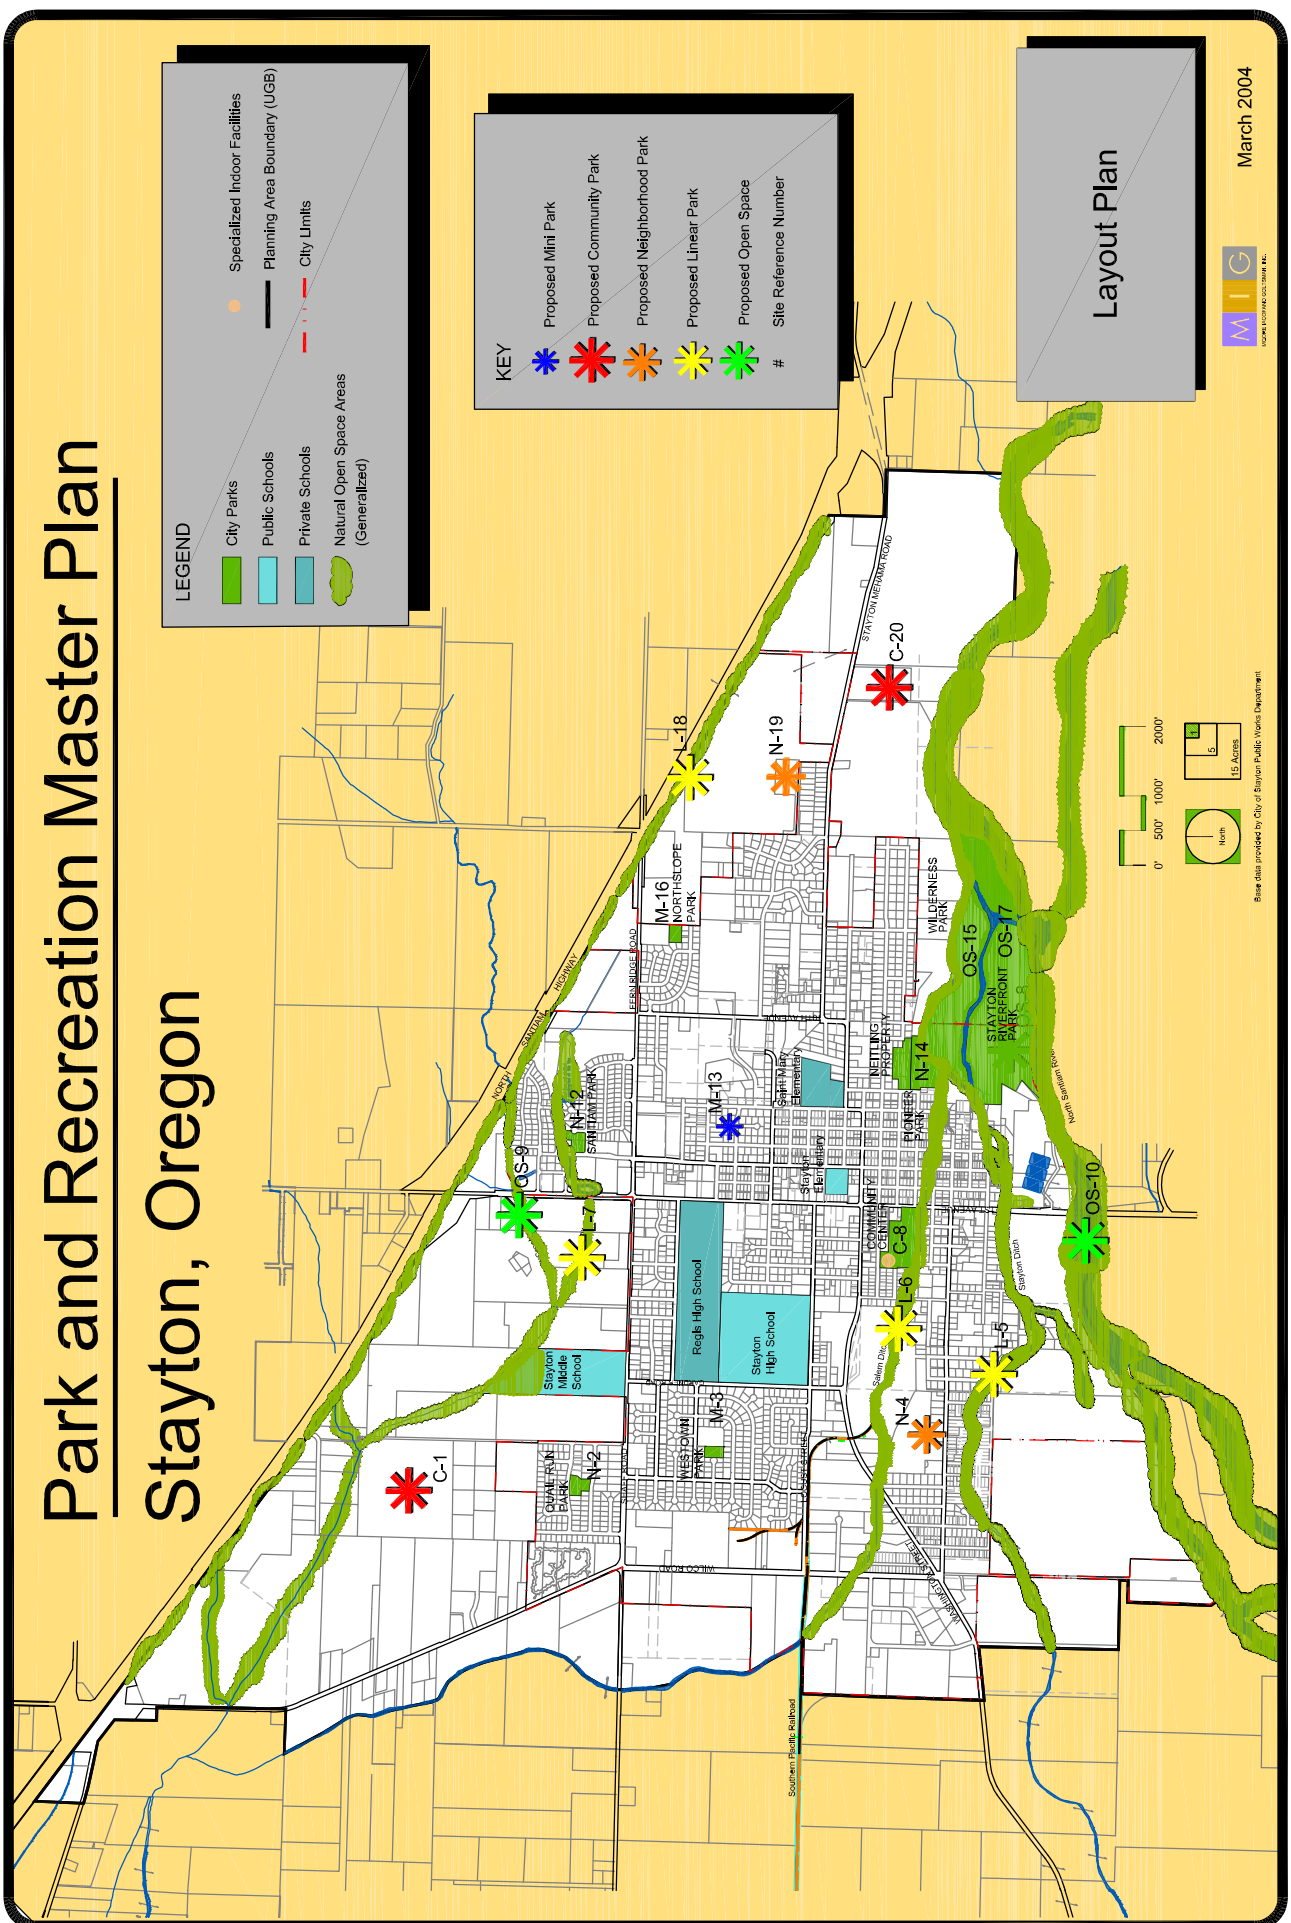 Park and Recreation Master Plan
Stayton, Oregon
LEGEND
City Parks
Public Schools
Private Schools
Natural Open Space Areas
(Generalized)
Specialized Indoor Facilities
Planning Area Boundary (UGB)
City Limits
KEY
Proposed Mini Park
Proposed Community Park
Proposed Neighborhood Park
Proposed Linear Park
Proposed Open Space
# Site Reference Number
Layout Plan
March 2004
M I G
MOORE IACOFANO GOLTSMAN, INC.
C-1
QUAIL RUN
PARK
N-2
WESTOWN
PARK
M-3
N-4
L-5
L-6
L-7
COMMUNITY
CENTER
C-8
OS-9
OS-10
N-12
SANTIAM PARK
M-13
NEITLING
PROPERTY
N-14
PIONEER
PARK
OS-15
WILDERNESS
PARK
M-16
NORTHSLOPE
PARK
OS-17
STAYTON
RIVERFRONT
PARK
L-18
N-19
C-20
Stayton
Middle
School
Regis High School
Stayton
High School
Stayton
Elementary
Saint Mary
Elementary
NORTH SANTIAM HIGHWAY
FERN RIDGE ROAD
STAYTON MEHAMA ROAD
WILCO ROAD
WASHINGTON STREET
Salem Ditch
Stayton Ditch
North Santiam River
Southern Pacific Railroad
0' 500' 1000' 2000'
North
1
5
15 Acres
Base data provided by City of Stayton Public Works Department